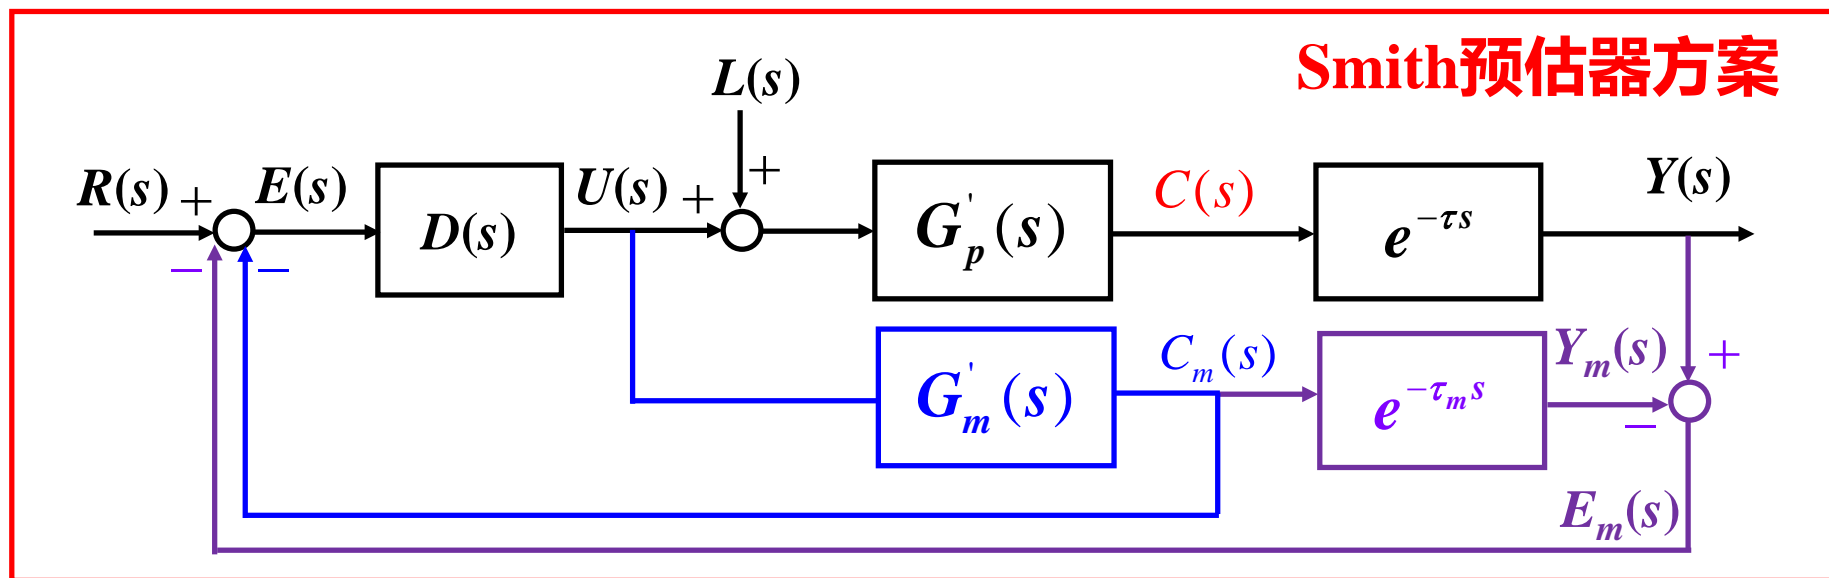 Smith预估器方案
L(s)
+
R(s) + E(s) D(s) U(s) + G'p(s) C(s) e^{-τs} Y(s)
− −
G'm(s) Cm(s) e^{-τm s} Ym(s) +
−
Em(s)